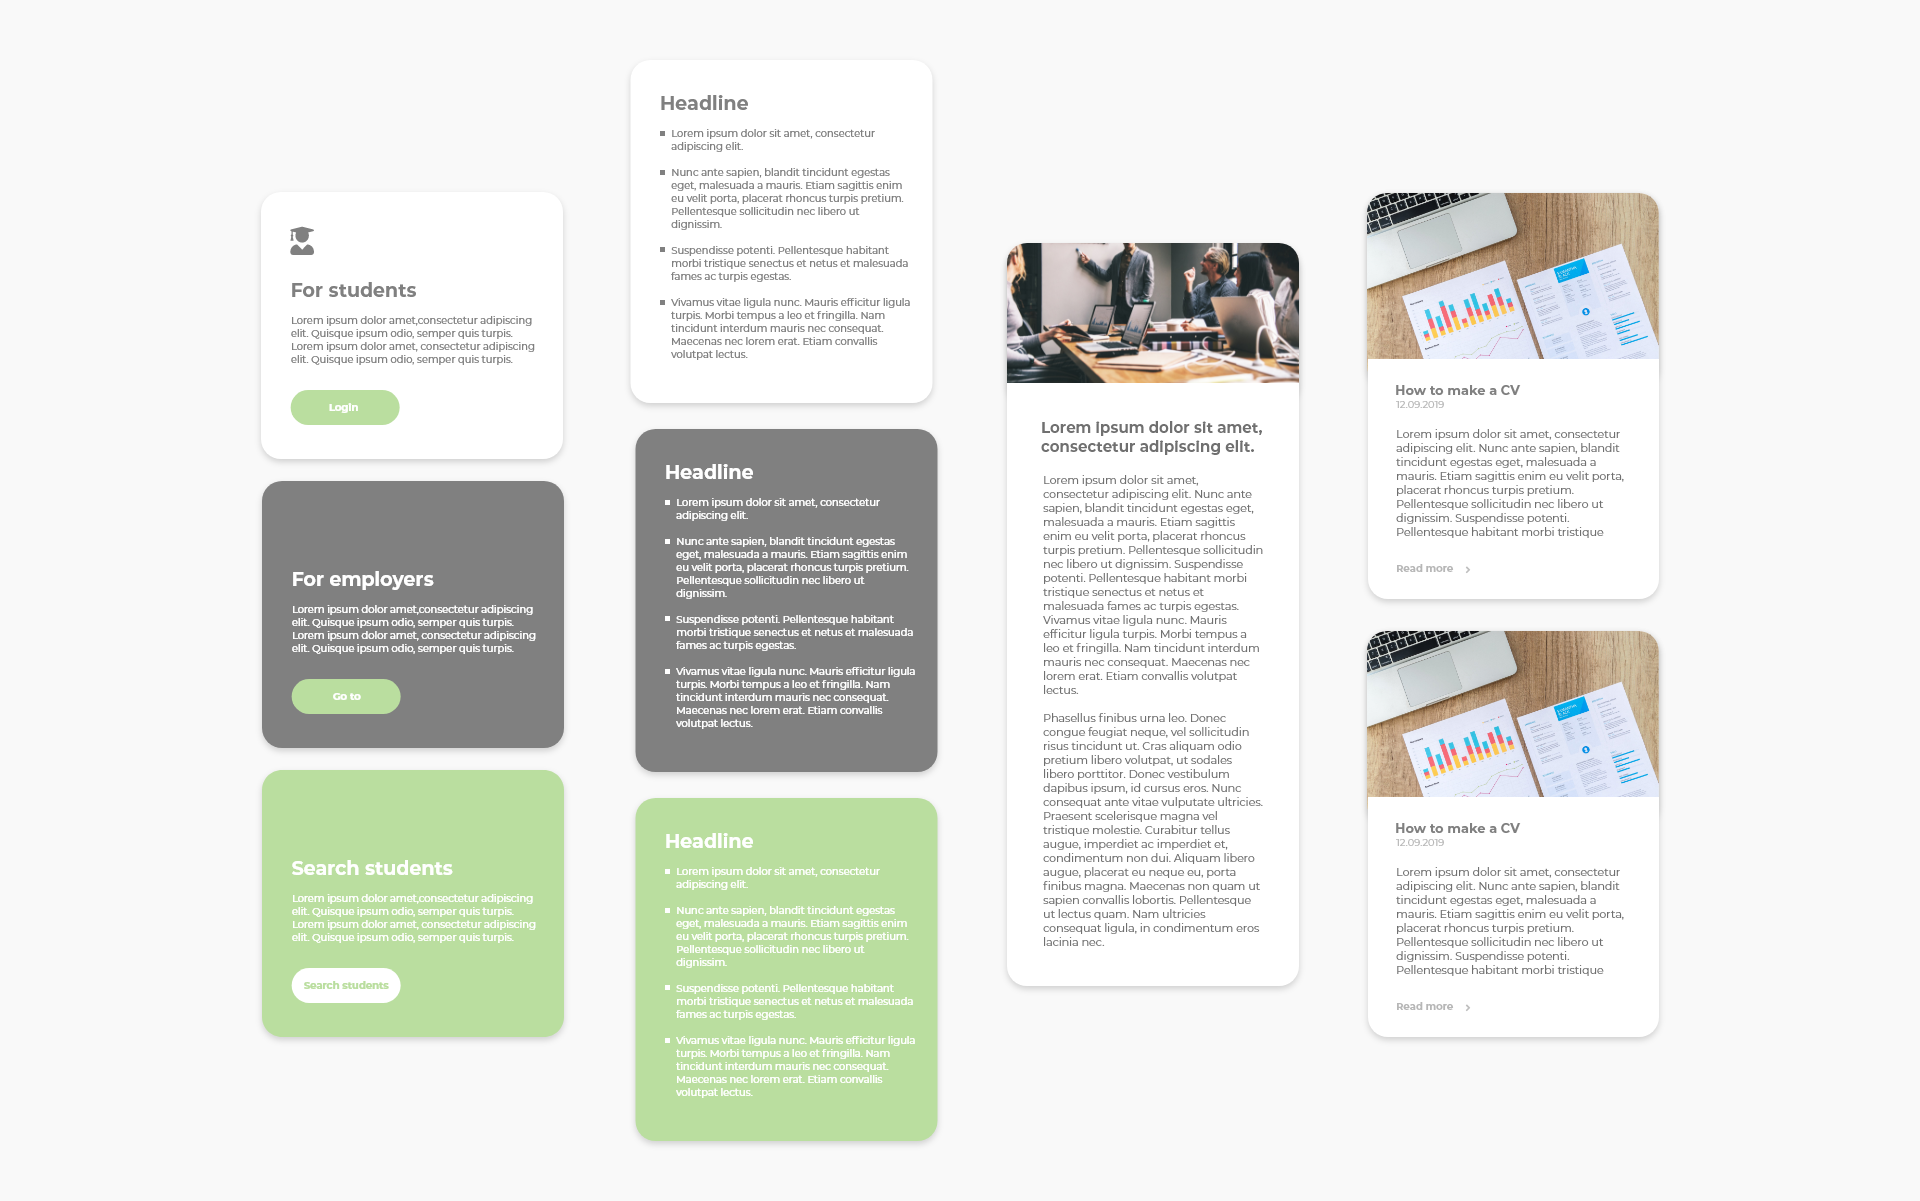 For students
Lorem ipsum dolor amet,consectetur adipiscing
elit. Quisque ipsum odio, semper quis turpis.
Lorem ipsum dolor amet, consectetur adipiscing
elit. Quisque ipsum odio, semper quis turpis.
Login
For employers
Lorem ipsum dolor amet,consectetur adipiscing
elit. Quisque ipsum odio, semper quis turpis.
Lorem ipsum dolor amet, consectetur adipiscing
elit. Quisque ipsum odio, semper quis turpis.
Go to
Search students
Lorem ipsum dolor amet,consectetur adipiscing
elit. Quisque ipsum odio, semper quis turpis.
Lorem ipsum dolor amet, consectetur adipiscing
elit. Quisque ipsum odio, semper quis turpis.
Search students
Headline
Lorem ipsum dolor sit amet, consectetur
adipiscing elit.
Nunc ante sapien, blandit tincidunt egestas
eget, malesuada a mauris. Etiam sagittis enim
eu velit porta, placerat rhoncus turpis pretium.
Pellentesque sollicitudin nec libero ut
dignissim.
Suspendisse potenti. Pellentesque habitant
morbi tristique senectus et netus et malesuada
fames ac turpis egestas.
Vivamus vitae ligula nunc. Mauris efficitur ligula
turpis. Morbi tempus a leo et fringilla. Nam
tincidunt interdum mauris nec consequat.
Maecenas nec lorem erat. Etiam convallis
volutpat lectus.
Headline
Lorem ipsum dolor sit amet, consectetur
adipiscing elit.
Nunc ante sapien, blandit tincidunt egestas
eget, malesuada a mauris. Etiam sagittis enim
eu velit porta, placerat rhoncus turpis pretium.
Pellentesque sollicitudin nec libero ut
dignissim.
Suspendisse potenti. Pellentesque habitant
morbi tristique senectus et netus et malesuada
fames ac turpis egestas.
Vivamus vitae ligula nunc. Mauris efficitur ligula
turpis. Morbi tempus a leo et fringilla. Nam
tincidunt interdum mauris nec consequat.
Maecenas nec lorem erat. Etiam convallis
volutpat lectus.
Headline
Lorem ipsum dolor sit amet, consectetur
adipiscing elit.
Nunc ante sapien, blandit tincidunt egestas
eget, malesuada a mauris. Etiam sagittis enim
eu velit porta, placerat rhoncus turpis pretium.
Pellentesque sollicitudin nec libero ut
dignissim.
Suspendisse potenti. Pellentesque habitant
morbi tristique senectus et netus et malesuada
fames ac turpis egestas.
Vivamus vitae ligula nunc. Mauris efficitur ligula
turpis. Morbi tempus a leo et fringilla. Nam
tincidunt interdum mauris nec consequat.
Maecenas nec lorem erat. Etiam convallis
volutpat lectus.
Lorem ipsum dolor sit amet,
consectetur adipiscing elit.
Lorem ipsum dolor sit amet,
consectetur adipiscing elit. Nunc ante
sapien, blandit tincidunt egestas eget,
malesuada a mauris. Etiam sagittis
enim eu velit porta, placerat rhoncus
turpis pretium. Pellentesque sollicitudin
nec libero ut dignissim. Suspendisse
potenti. Pellentesque habitant morbi
tristique senectus et netus et
malesuada fames ac turpis egestas.
Vivamus vitae ligula nunc. Mauris
efficitur ligula turpis. Morbi tempus a
leo et fringilla. Nam tincidunt interdum
mauris nec consequat. Maecenas nec
lorem erat. Etiam convallis volutpat
lectus.
Phasellus finibus urna leo. Donec
congue feugiat neque, vel sollicitudin
risus tincidunt ut. Cras aliquam odio
pretium libero volutpat, ut sodales
libero porttitor. Donec vestibulum
dapibus ipsum, id cursus eros. Nunc
consequat ante vitae vulputate ultricies.
Praesent scelerisque magna vel
tristique molestie. Curabitur tellus
augue, imperdiet ac imperdiet et,
condimentum non dui. Aliquam libero
augue, placerat eu neque eu, porta
finibus magna. Maecenas non quam ut
sapien convallis lobortis. Pellentesque
ut lectus quam. Nam ultricies
consequat ligula, in condimentum eros
lacinia nec.
How to make a CV
12.09.2019
Lorem ipsum dolor sit amet, consectetur
adipiscing elit. Nunc ante sapien, blandit
tincidunt egestas eget, malesuada a
mauris. Etiam sagittis enim eu velit porta,
placerat rhoncus turpis pretium.
Pellentesque sollicitudin nec libero ut
dignissim. Suspendisse potenti.
Pellentesque habitant morbi tristique
Read more
How to make a CV
12.09.2019
Lorem ipsum dolor sit amet, consectetur
adipiscing elit. Nunc ante sapien, blandit
tincidunt egestas eget, malesuada a
mauris. Etiam sagittis enim eu velit porta,
placerat rhoncus turpis pretium.
Pellentesque sollicitudin nec libero ut
dignissim. Suspendisse potenti.
Pellentesque habitant morbi tristique
Read more